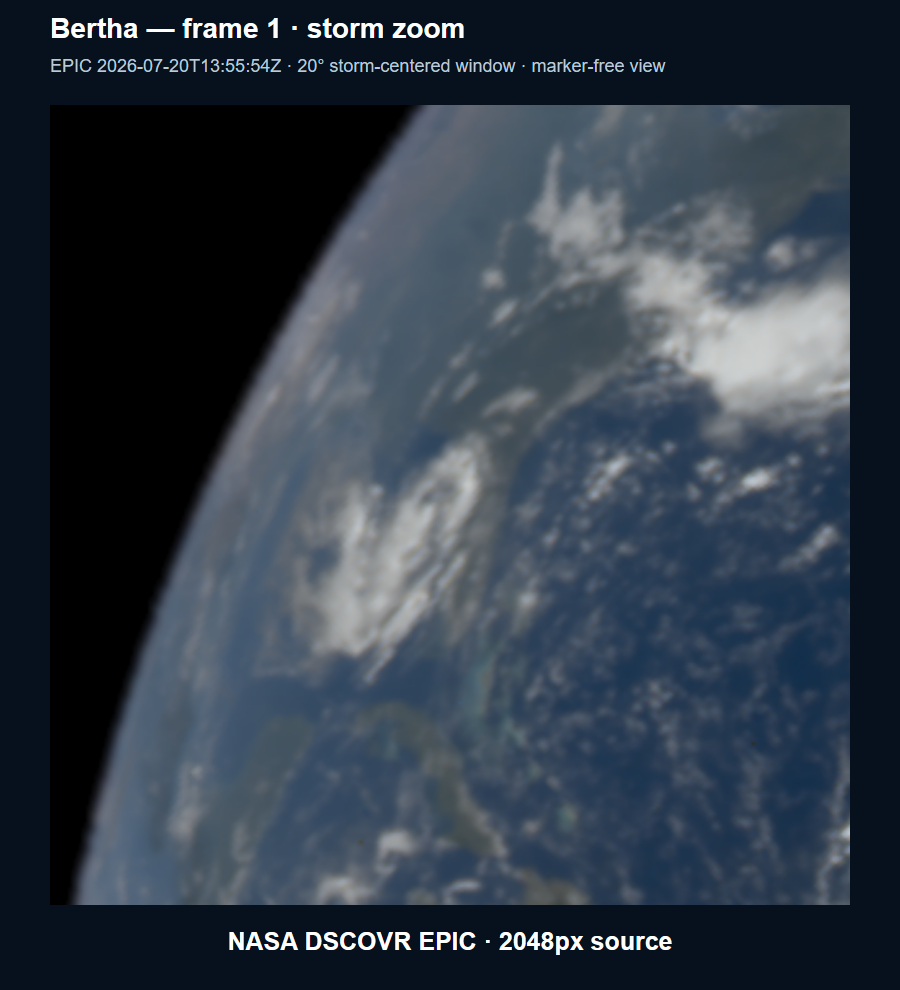 Bertha — frame 1 · storm zoom
EPIC 2026-07-20T13:55:54Z · 20° storm-centered window · marker-free view
NASA DSCOVR EPIC · 2048px source